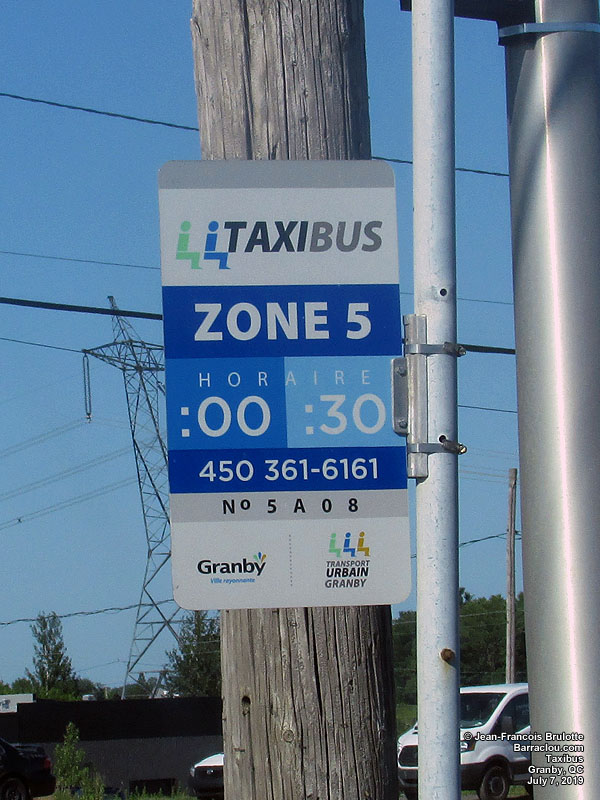 TAXIBUS
ZONE 5
HORAIRE
:00 :30
450 361-6161
Nº 5A08
Granby
Ville rayonnante
TRANSPORT
URBAIN
GRANBY
© Jean-Francois Brulotte
Barraclou.com
Taxibus
Granby, QC
July 7, 2019